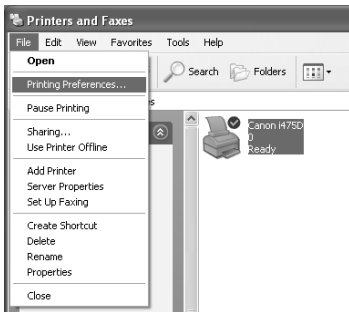 Printers and Faxes
File Edit View Favorites Tools Help
Open
Printing Preferences...
Pause Printing
Sharing...
Use Printer Offline
Add Printer
Server Properties
Set Up Faxing
Create Shortcut
Delete
Rename
Properties
Close
Search Folders
Canon i475D
0
Ready